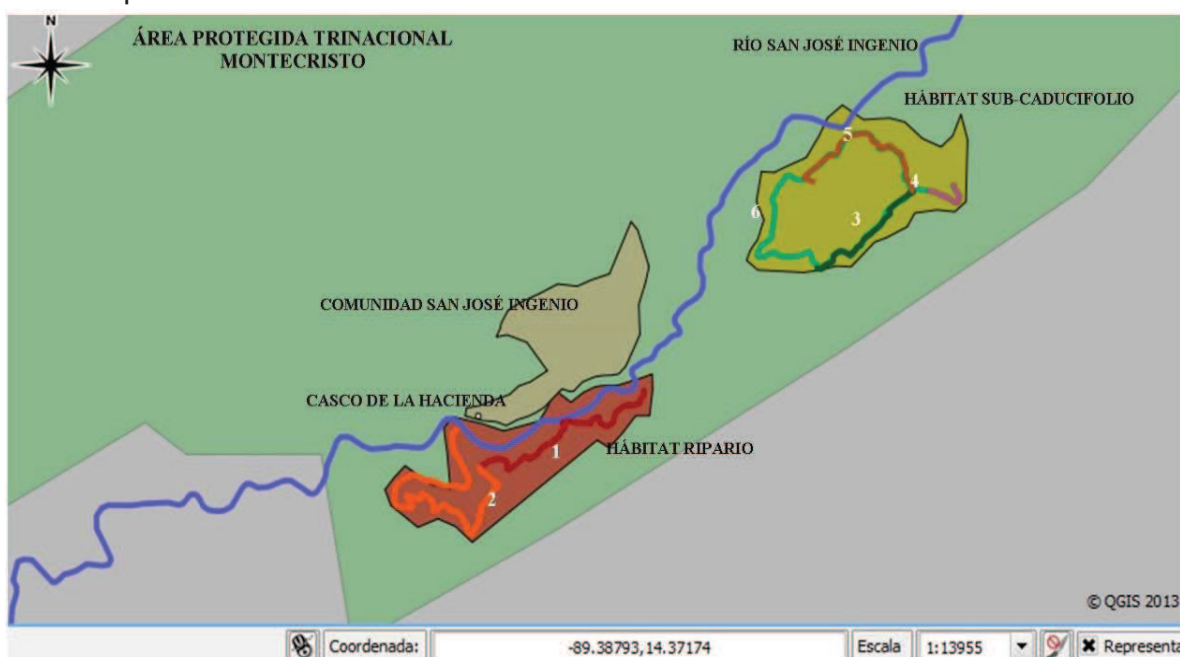 N
ÁREA PROTEGIDA TRINACIONAL
MONTECRISTO
RÍO SAN JOSÉ INGENIO
HÁBITAT SUB-CADUCIFOLIO
5
4
6
3
COMUNIDAD SAN JOSÉ INGENIO
CASCO DE LA HACIENDA
HÁBITAT RIPARIO
1
2
© QGIS 2013
Coordenada: -89.38793,14.37174 Escala 1:13955